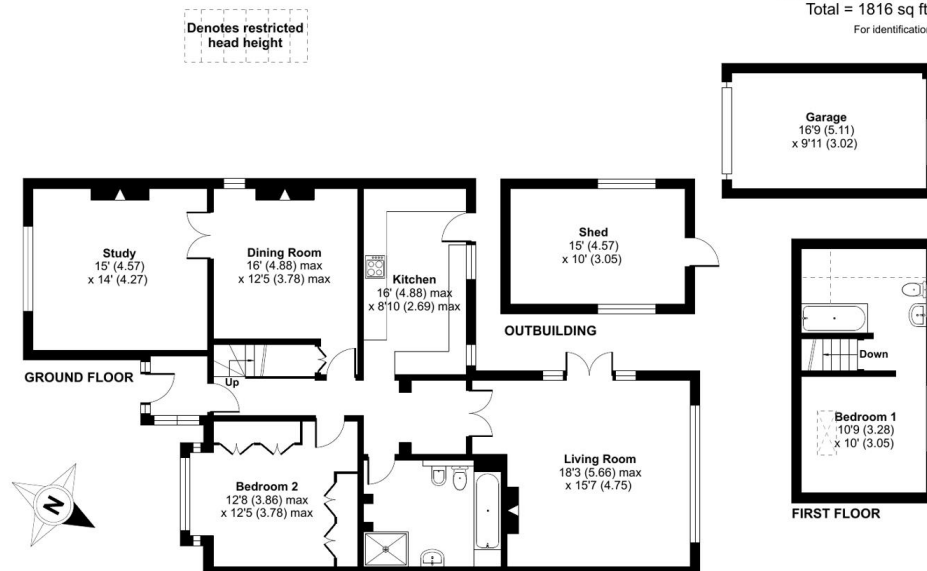 Denotes restricted
head height
Total = 1816 sq ft
For identification
Garage
16'9 (5.11)
x 9'11 (3.02)
Study
15' (4.57)
x 14' (4.27)
Dining Room
16' (4.88) max
x 12'5 (3.78) max
Kitchen
16' (4.88) max
x 8'10 (2.69) max
Shed
15' (4.57)
x 10' (3.05)
OUTBUILDING
GROUND FLOOR
Up
Down
Bedroom 1
10'9 (3.28)
x 10' (3.05)
FIRST FLOOR
Living Room
18'3 (5.66) max
x 15'7 (4.75)
Bedroom 2
12'8 (3.86) max
x 12'5 (3.78) max
N